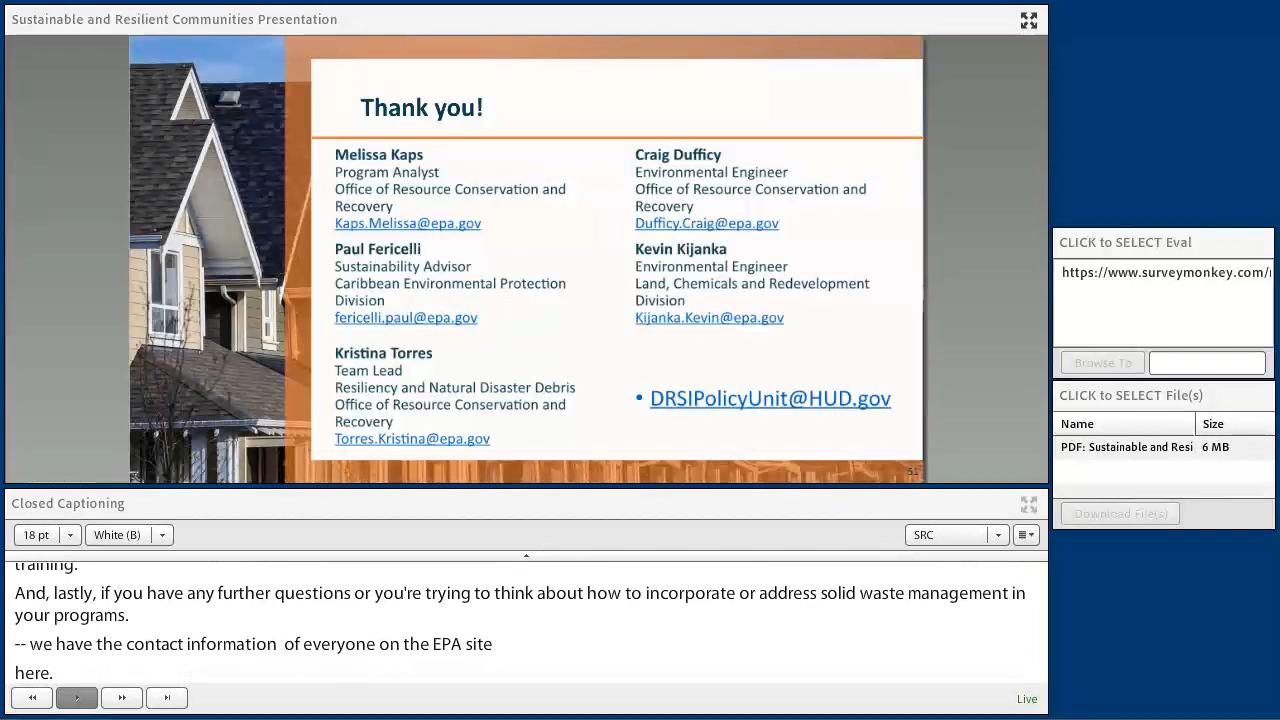 Sustainable and Resilient Communities Presentation
Thank you!
Melissa Kaps
Program Analyst
Office of Resource Conservation and
Recovery
Kaps.Melissa@epa.gov
Craig Dufficy
Environmental Engineer
Office of Resource Conservation and
Recovery
Dufficy.Craig@epa.gov
Paul Fericelli
Sustainability Advisor
Caribbean Environmental Protection
Division
fericelli.paul@epa.gov
Kevin Kijanka
Environmental Engineer
Land, Chemicals and Redevelopment
Division
Kijanka.Kevin@epa.gov
Kristina Torres
Team Lead
Resiliency and Natural Disaster Debris
Office of Resource Conservation and
Recovery
Torres.Kristina@epa.gov
• DRSIPolicyUnit@HUD.gov
51
CLICK to SELECT Eval
https://www.surveymonkey.com/r
Browse To
CLICK to SELECT File(s)
Name Size
PDF: Sustainable and Resi 6 MB
Download File(s)
Closed Captioning
18 pt White (B) SRC
training.
And, lastly, if you have any further questions or you're trying to think about how to incorporate or address solid waste management in
your programs.
-- we have the contact information  of everyone on the EPA site
here.
Live